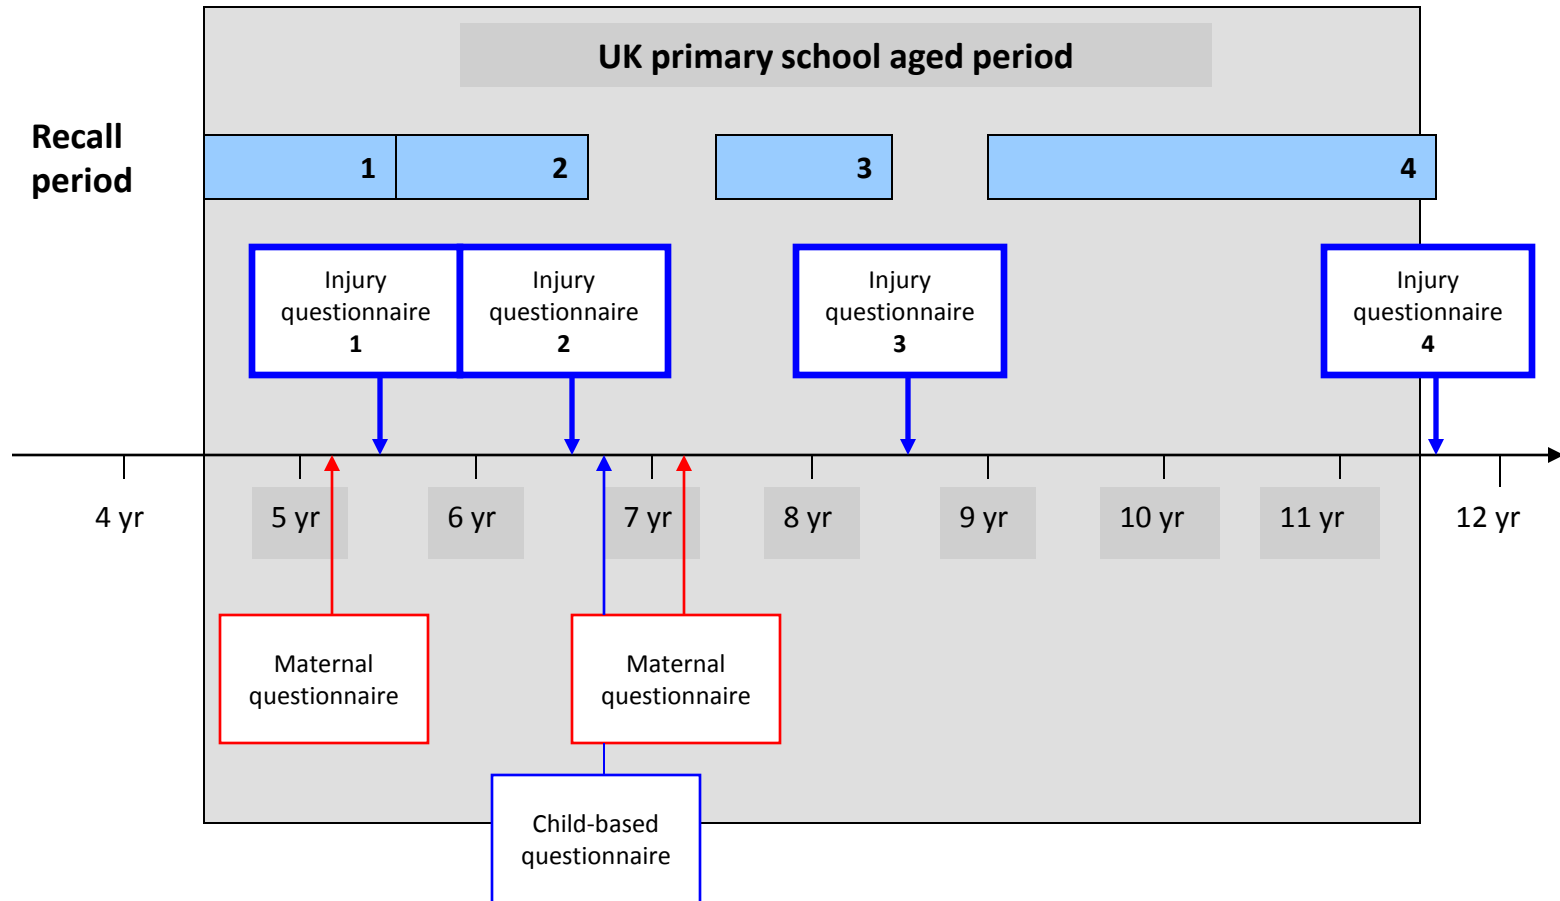 UK primary school aged period
Recall
period
1
2
3
4
Injury
questionnaire
1
Injury
questionnaire
2
Injury
questionnaire
3
Injury
questionnaire
4
4 yr
5 yr
6 yr
7 yr
8 yr
9 yr
10 yr
11 yr
12 yr
Maternal
questionnaire
Maternal
questionnaire
Child-based
questionnaire